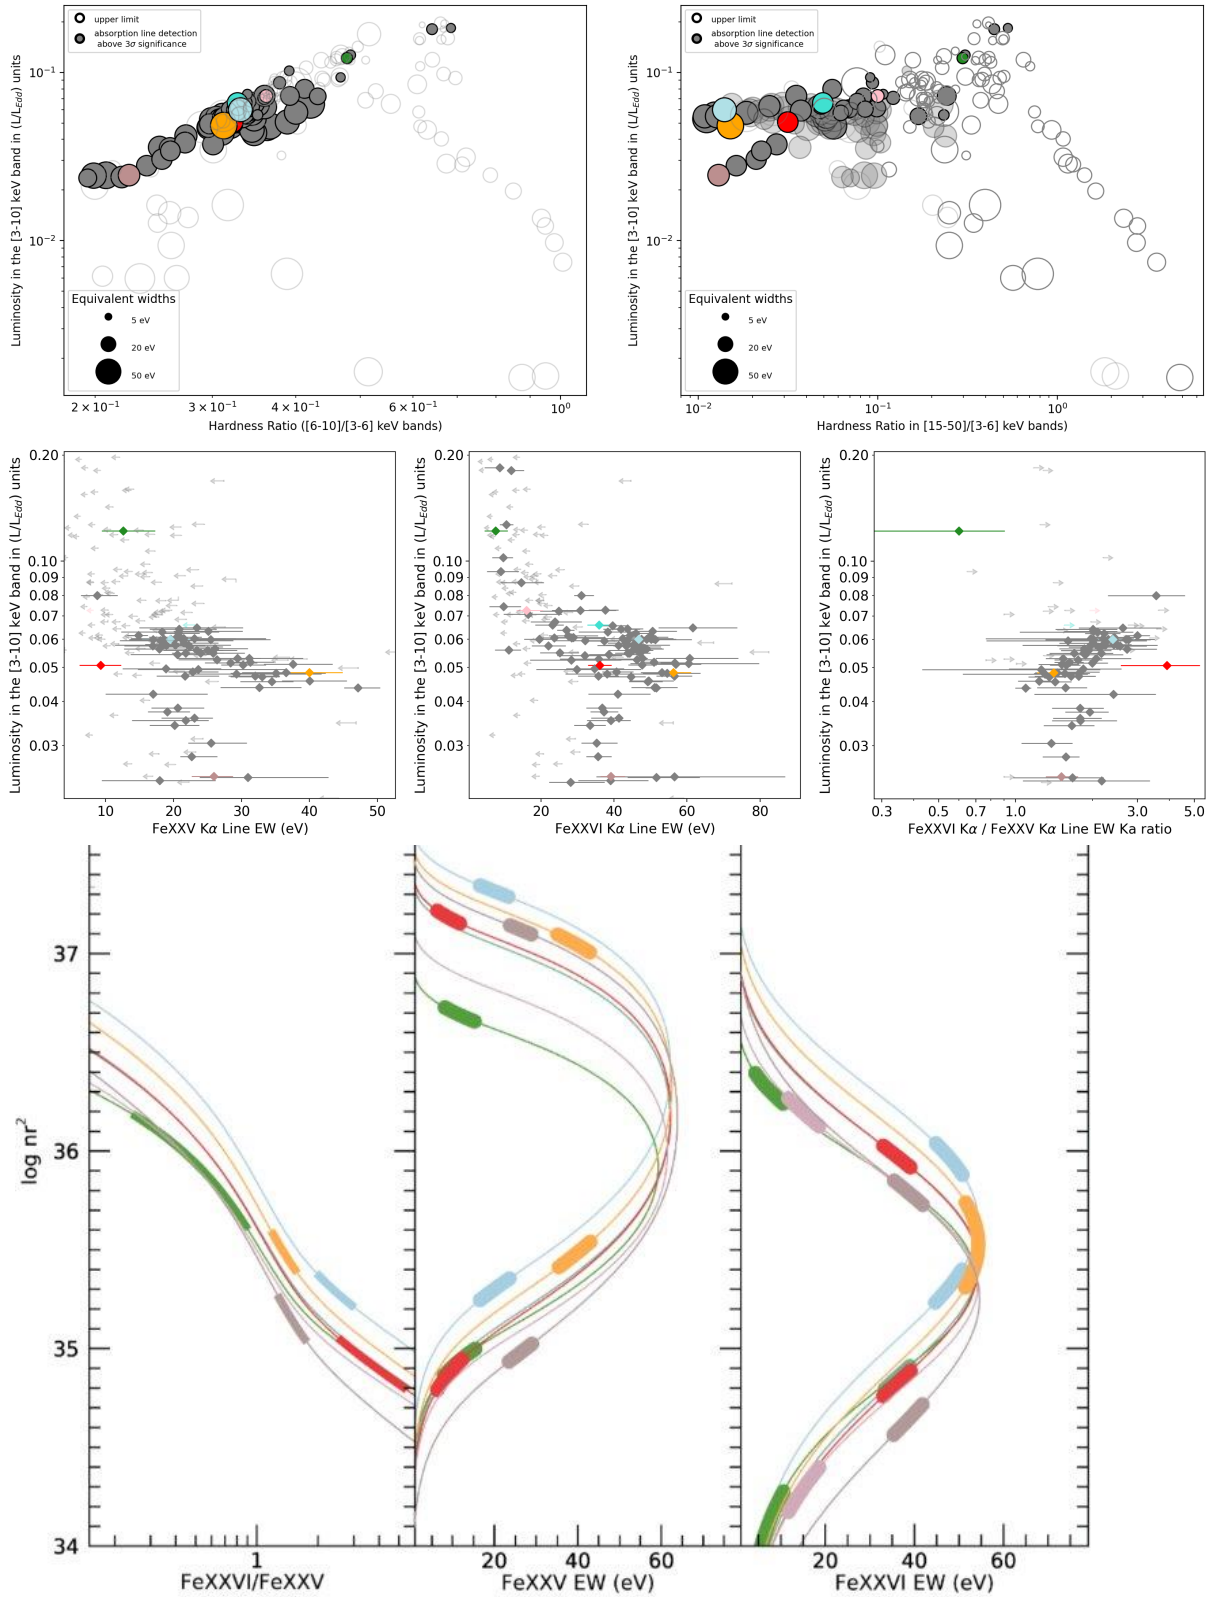 upper limit
absorption line detection
above 3σ significance
Luminosity in the [3-10] keV band in (L/L_Edd) units
10⁻¹
10⁻²
Equivalent widths
5 eV
20 eV
50 eV
2 × 10⁻¹ 3 × 10⁻¹ 4 × 10⁻¹ 6 × 10⁻¹ 10⁰
Hardness Ratio ([6-10]/[3-6] keV bands)
upper limit
absorption line detection
above 3σ significance
Luminosity in the [3-10] keV band in (L/L_Edd) units
10⁻¹
10⁻²
Equivalent widths
5 eV
20 eV
50 eV
10⁻² 10⁻¹ 10⁰
Hardness Ratio in [15-50]/[3-6] keV bands)
Luminosity in the [3-10] keV band in (L/L_Edd) units
0.20
0.10
0.09
0.08
0.07
0.06
0.05
0.04
0.03
10 20 30 40 50
FeXXV Kα Line EW (eV)
Luminosity in the [3-10] keV band in (L/L_Edd) units
0.20
0.10
0.09
0.08
0.07
0.06
0.05
0.04
0.03
20 40 60 80
FeXXVI Kα Line EW (eV)
Luminosity in the [3-10] keV band in (L/L_Edd) units
0.20
0.10
0.09
0.08
0.07
0.06
0.05
0.04
0.03
0.3 0.5 0.7 1.0 3.0 5.0
FeXXVI Kα / FeXXV Kα Line EW Ka ratio
log nr²
37
36
35
34
1
FeXXVI/FeXXV
20 40 60
FeXXV EW (eV)
20 40 60
FeXXVI EW (eV)